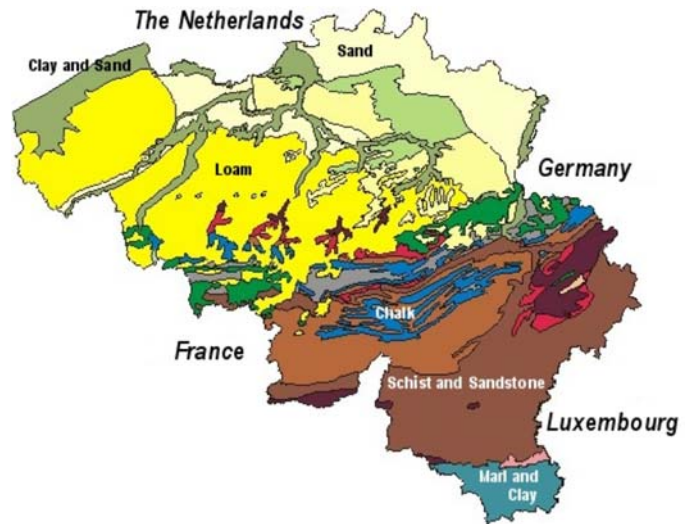 The Netherlands
Sand
Clay and Sand
Germany
Loam
Chalk
France
Schist and Sandstone
Luxembourg
Marl and
Clay